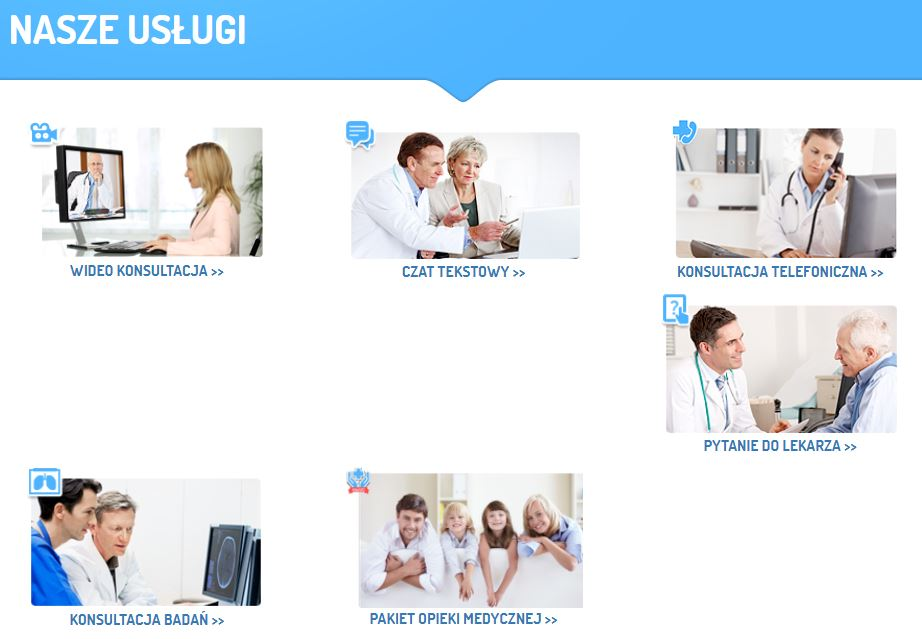 NASZE USŁUGI
WIDEO KONSULTACJA >>
CZAT TEKSTOWY >>
KONSULTACJA TELEFONICZNA >>
PYTANIE DO LEKARZA >>
KONSULTACJA BADAŃ >>
PAKIET OPIEKI MEDYCZNEJ >>